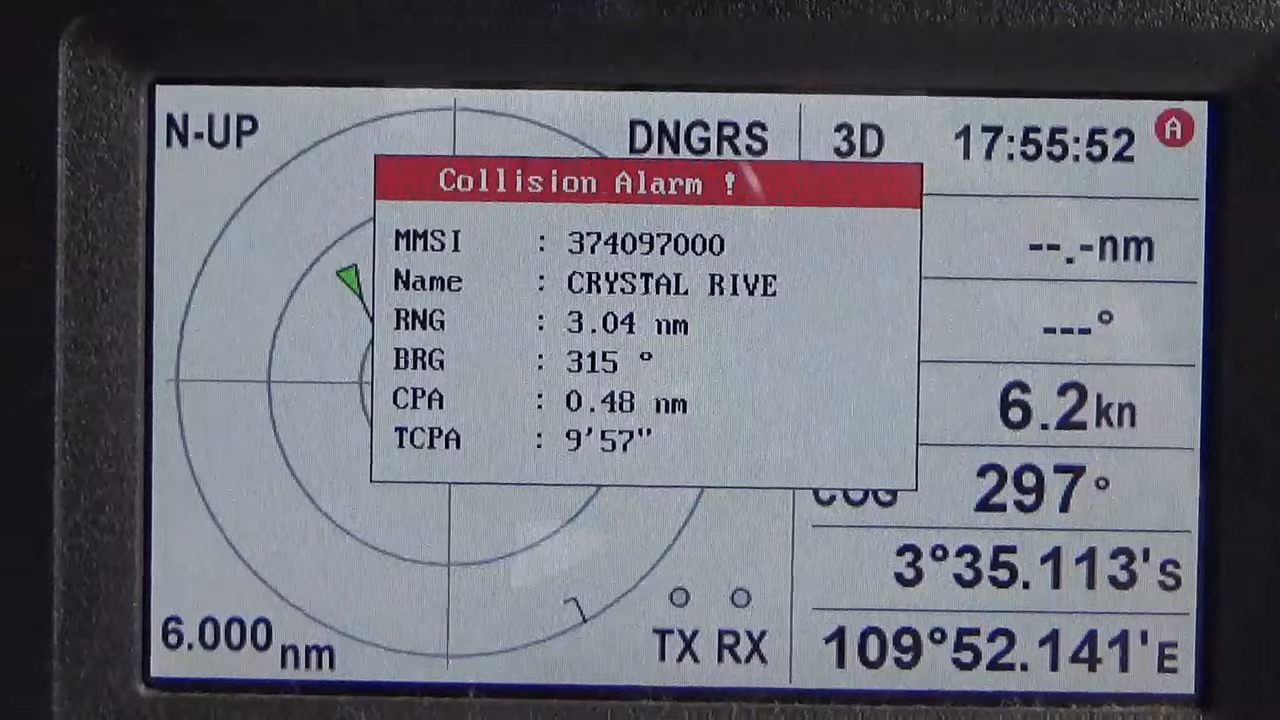 N-UP
DNGRS
3D 17:55:52 A
Collision Alarm !
MMSI : 374097000
Name : CRYSTAL RIVE
RNG : 3.04 nm
BRG : 315 °
CPA : 0.48 nm
TCPA : 9'57"
--.-nm
---°
6.2kn
COG 297°
3°35.113's
109°52.141'E
6.000nm
TX RX